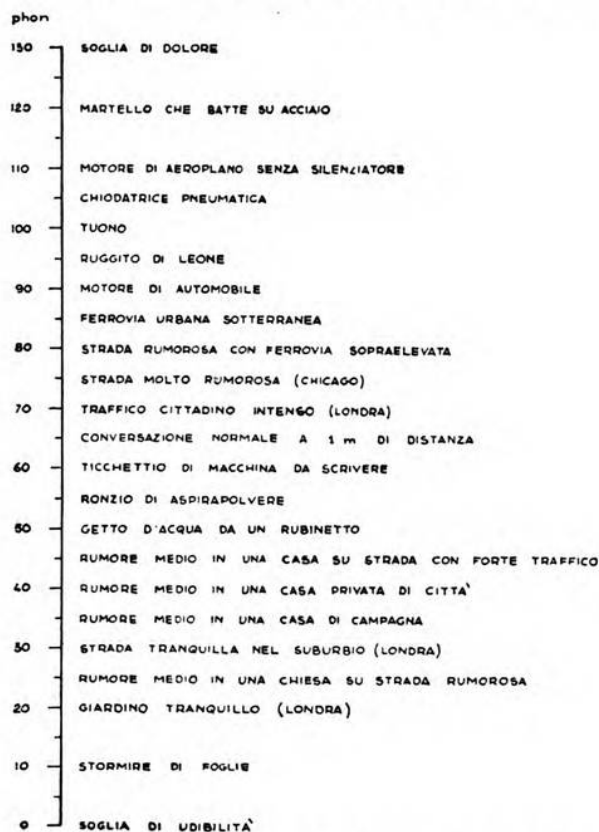 phon
130 SOGLIA DI DOLORE
120 MARTELLO CHE BATTE SU ACCIAIO
110 MOTORE DI AEROPLANO SENZA SILENZIATORE
CHIODATRICE PNEUMATICA
100 TUONO
RUGGITO DI LEONE
90 MOTORE DI AUTOMOBILE
FERROVIA URBANA SOTTERRANEA
80 STRADA RUMOROSA CON FERROVIA SOPRAELEVATA
STRADA MOLTO RUMOROSA (CHICAGO)
70 TRAFFICO CITTADINO INTENSO (LONDRA)
CONVERSAZIONE NORMALE A 1 m DI DISTANZA
60 TICCHETTIO DI MACCHINA DA SCRIVERE
RONZIO DI ASPIRAPOLVERE
50 GETTO D'ACQUA DA UN RUBINETTO
RUMORE MEDIO IN UNA CASA SU STRADA CON FORTE TRAFFICO
40 RUMORE MEDIO IN UNA CASA PRIVATA DI CITTÀ
RUMORE MEDIO IN UNA CASA DI CAMPAGNA
30 STRADA TRANQUILLA NEL SUBURBIO (LONDRA)
RUMORE MEDIO IN UNA CHIESA SU STRADA RUMOROSA
20 GIARDINO TRANQUILLO (LONDRA)
10 STORMIRE DI FOGLIE
0 SOGLIA DI UDIBILITÀ